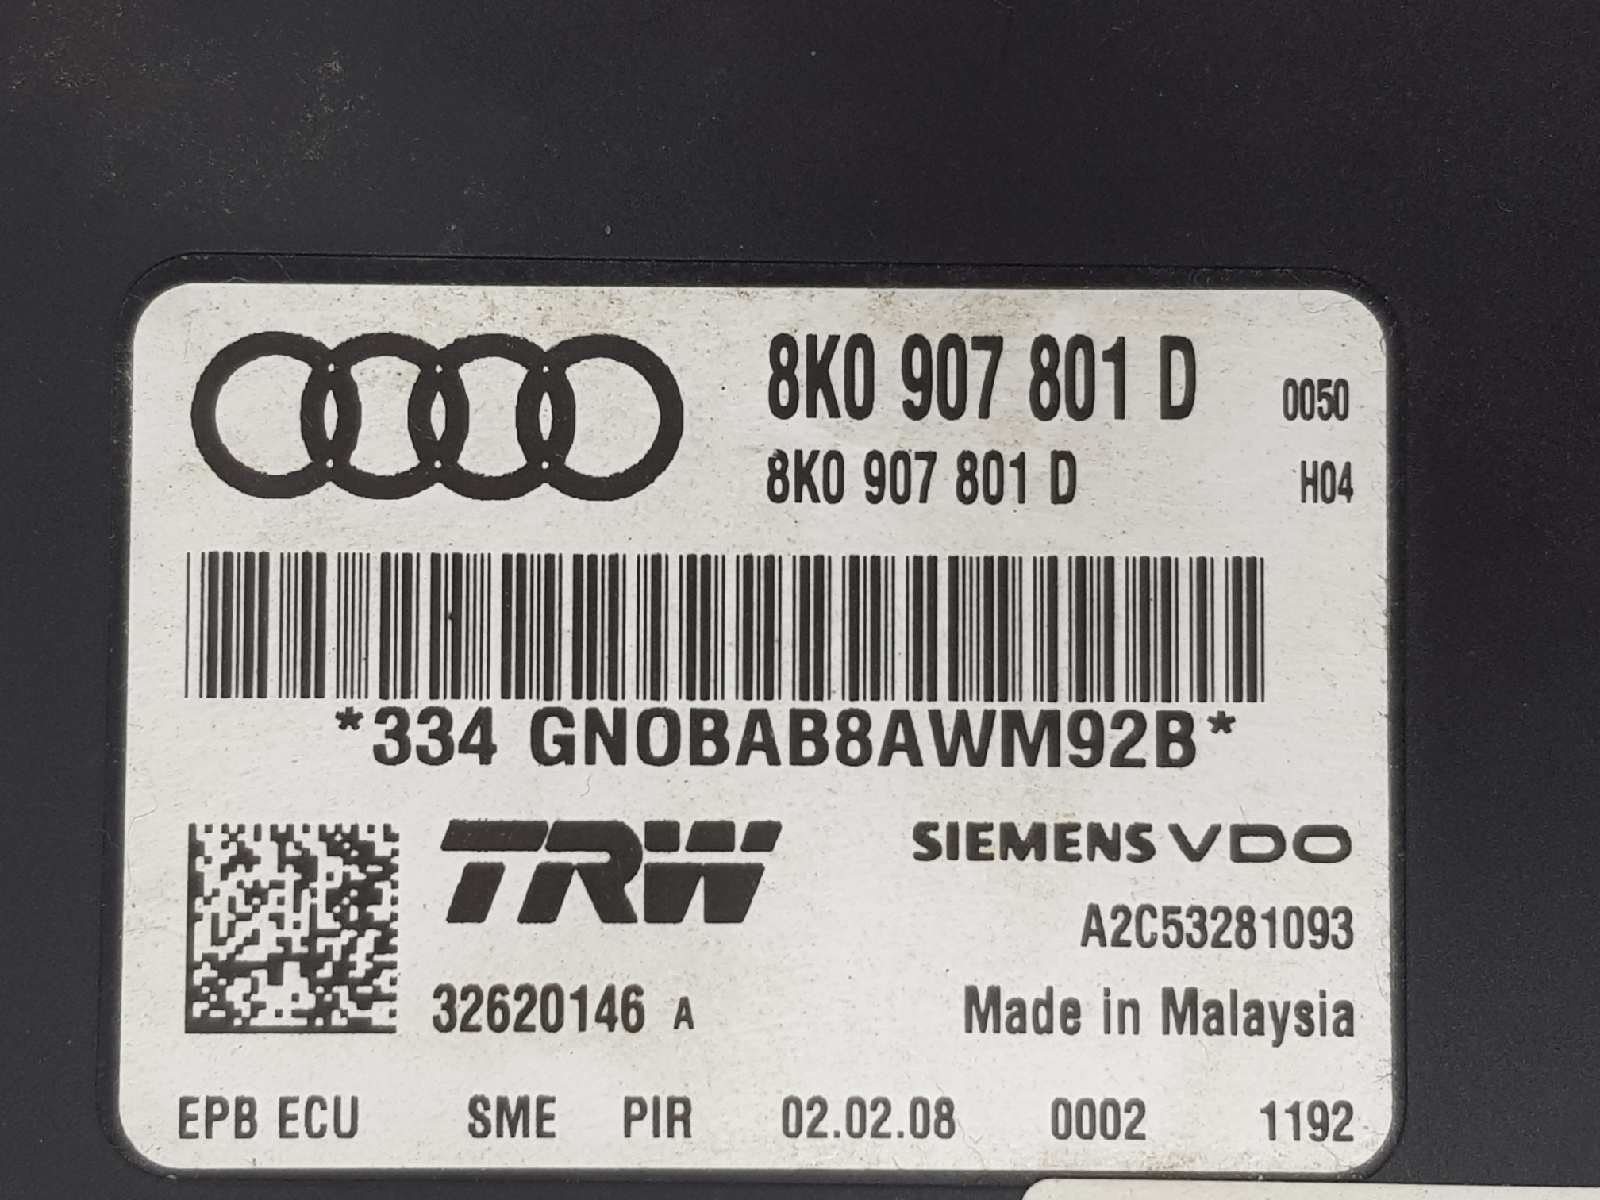 8K0 907 801 D 0050
8K0 907 801 D H04
*334 GN0BAB8AWM92B*
TRW SIEMENS VDO
A2C53281093
32620146 A Made in Malaysia
EPB ECU SME PIR 02.02.08 0002 1192